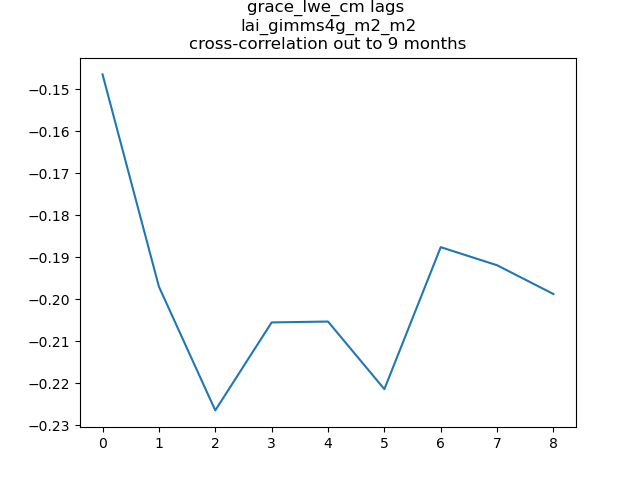 grace_lwe_cm lags
lai_gimms4g_m2_m2
cross-correlation out to 9 months
−0.15
−0.16
−0.17
−0.18
−0.19
−0.20
−0.21
−0.22
−0.23
0 1 2 3 4 5 6 7 8